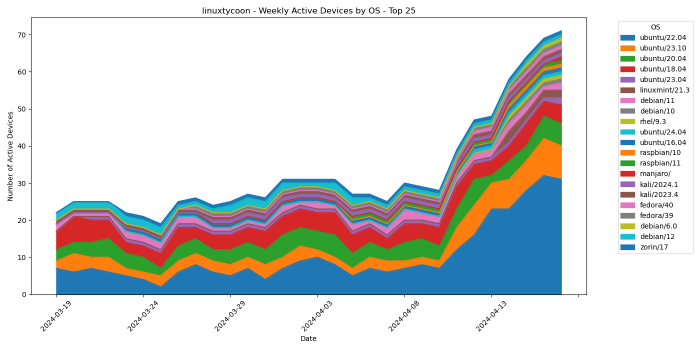 linuxtycoon - Weekly Active Devices by OS - Top 25
Number of Active Devices
70
60
50
40
30
20
10
0
2024-03-19
2024-03-24
2024-03-29
2024-04-03
2024-04-08
2024-04-13
Date
OS
ubuntu/22.04
ubuntu/23.10
ubuntu/20.04
ubuntu/18.04
ubuntu/23.04
linuxmint/21.3
debian/11
debian/10
rhel/9.3
ubuntu/24.04
ubuntu/16.04
raspbian/10
raspbian/11
manjaro/
kali/2024.1
kali/2023.4
fedora/40
fedora/39
debian/6.0
debian/12
zorin/17